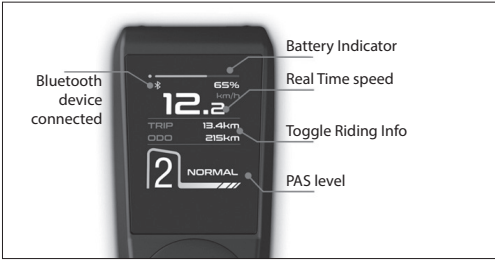 Battery Indicator
Real Time speed
Bluetooth
device
connected
65%
km/h
12.2
TRIP 13.4km
ODO 215km
Toggle Riding Info
2 NORMAL
PAS level